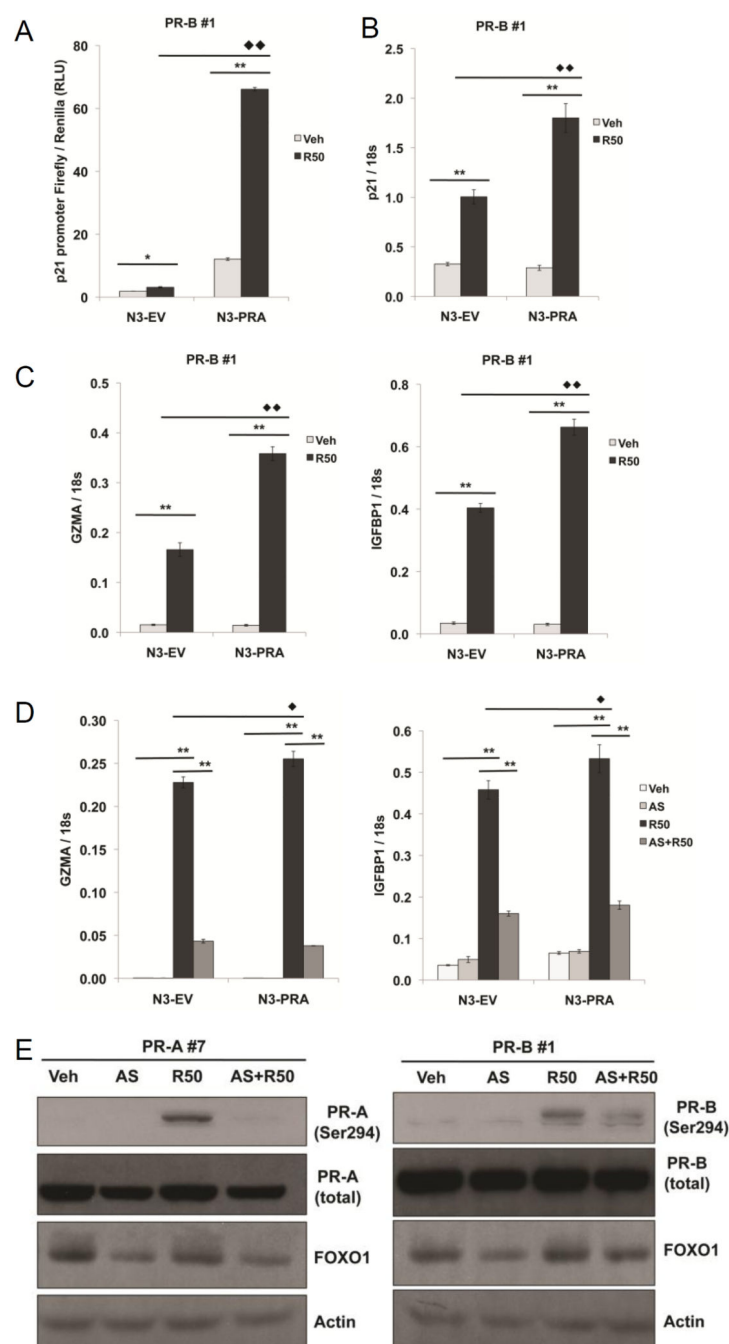 A
PR-B #1
p21 promoter Firefly / Renilla (RLU)
80
60
40
20
0
*
**
◆◆
N3-EV
N3-PRA
Veh
R50
B
PR-B #1
p21 / 18s
2.5
2.0
1.5
1.0
0.5
0.0
**
**
◆◆
N3-EV
N3-PRA
Veh
R50
C
PR-B #1
GZMA / 18s
0.5
0.4
0.3
0.2
0.1
0.0
**
**
◆◆
N3-EV
N3-PRA
Veh
R50
PR-B #1
IGFBP1 / 18s
0.8
0.6
0.4
0.2
0.0
**
**
◆◆
N3-EV
N3-PRA
Veh
R50
D
GZMA / 18s
0.30
0.25
0.20
0.15
0.10
0.05
0.00
**
**
◆
**
**
N3-EV
N3-PRA
IGFBP1 / 18s
0.6
0.5
0.4
0.3
0.2
0.1
0.0
**
**
◆
**
**
N3-EV
N3-PRA
Veh
AS
R50
AS+R50
E
PR-A #7
Veh AS R50 AS+R50
PR-A
(Ser294)
PR-A
(total)
FOXO1
Actin
PR-B #1
Veh AS R50 AS+R50
PR-B
(Ser294)
PR-B
(total)
FOXO1
Actin